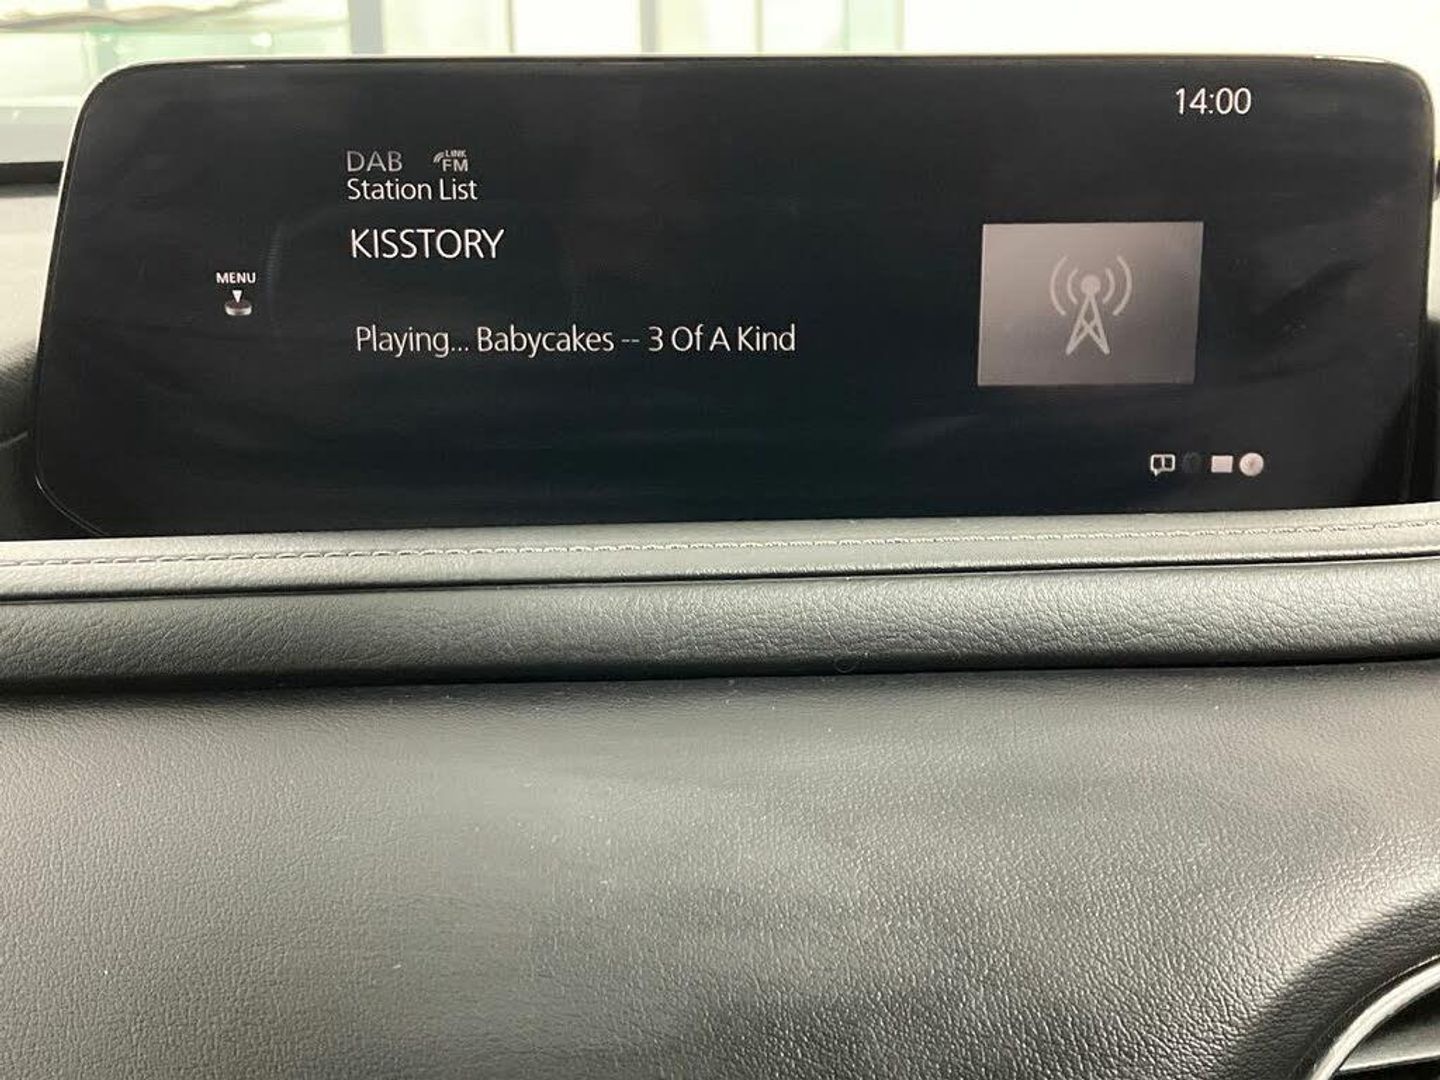 14:00
DAB LINK FM
Station List
KISSTORY
MENU
Playing... Babycakes -- 3 Of A Kind